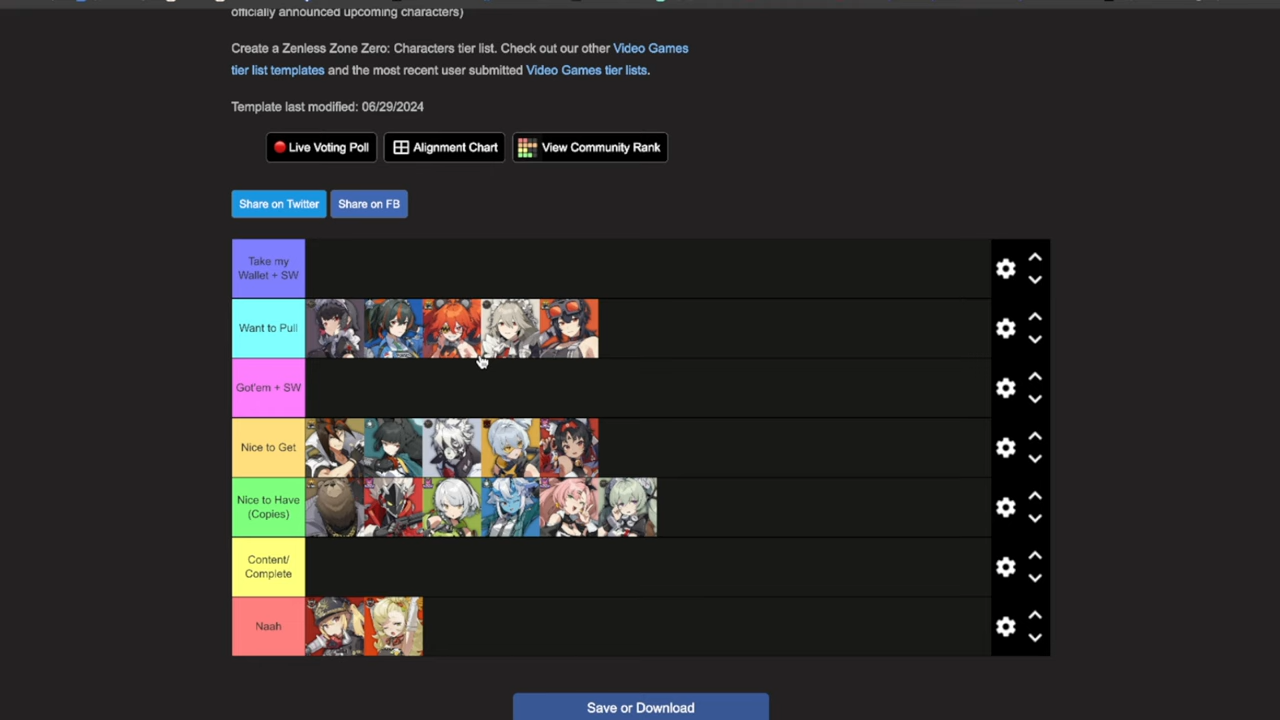 officially announced upcoming characters)
Create a Zenless Zone Zero: Characters tier list. Check out our other Video Games
tier list templates and the most recent user submitted Video Games tier lists.
Template last modified: 06/29/2024
Live Voting Poll
Alignment Chart
View Community Rank
Share on Twitter
Share on FB
Take my
Wallet + SW
Want to Pull
Got'em + SW
Nice to Get
Nice to Have
(Copies)
Content/
Complete
Naah
Save or Download